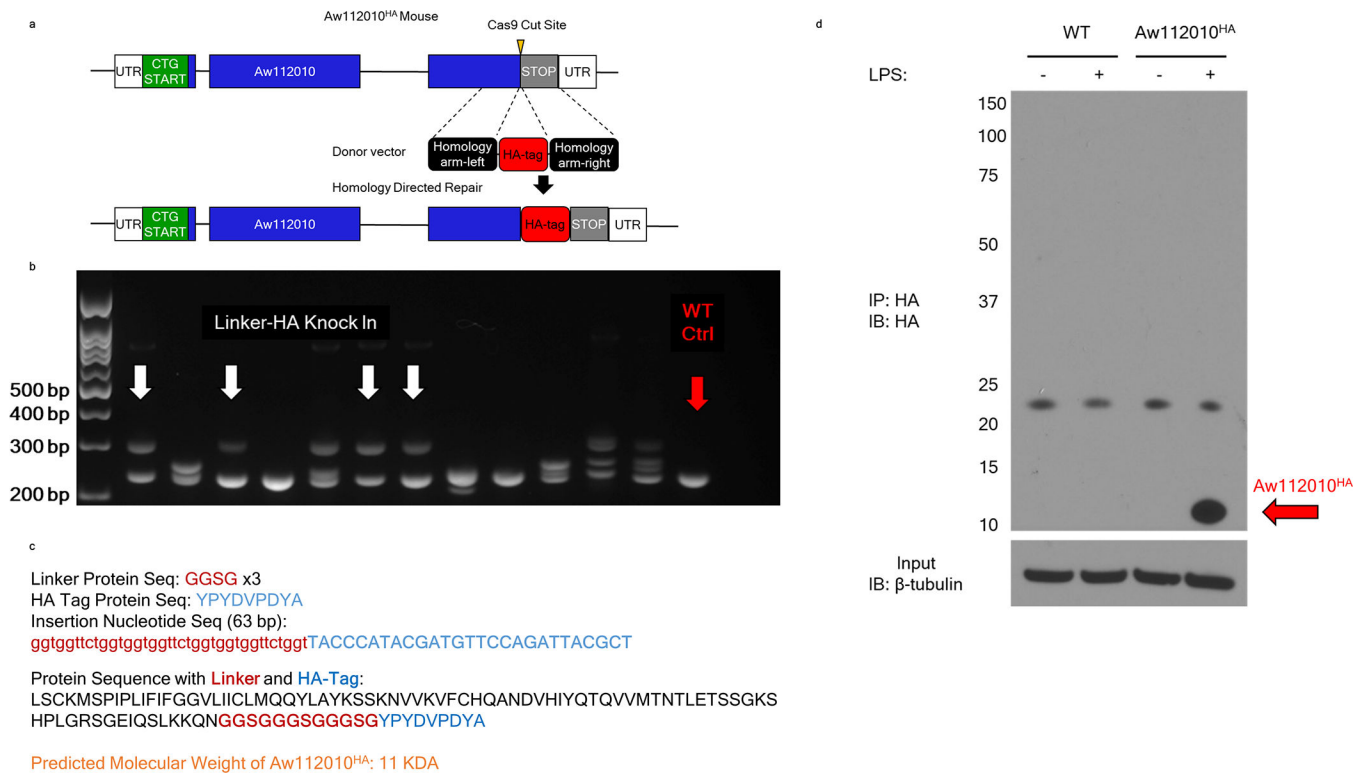 a
Aw112010HA Mouse
Cas9 Cut Site
UTR
CTG
START
Aw112010
STOP
UTR
Donor vector
Homology
arm-left
HA-tag
Homology
arm-right
Homology Directed Repair
UTR
CTG
START
Aw112010
HA-tag
STOP
UTR
b
Linker-HA Knock In
WT
Ctrl
500 bp
400 bp
300 bp
200 bp
c
Linker Protein Seq: GGSG x3
HA Tag Protein Seq: YPYDVPDYA
Insertion Nucleotide Seq (63 bp):
ggtggttctggtggtggttctggtggtggttctggtTACCCATACGATGTTCCAGATTACGCT
Protein Sequence with Linker and HA-Tag:
LSCKMSPIPLIFIFGGVLIICLMQQYLAYKSSKNVVKVFCHQANDVHIYQTQVVMTNTLETSSGKS
HPLGRSGEIQSLKKQNGGSGGGSGGGSGYPYDVPDYA
Predicted Molecular Weight of Aw112010HA: 11 KDA
d
WT
Aw112010HA
LPS:
-
+
-
+
150
100
75
50
37
25
20
15
10
IP: HA
IB: HA
Aw112010HA
Input
IB: β-tubulin